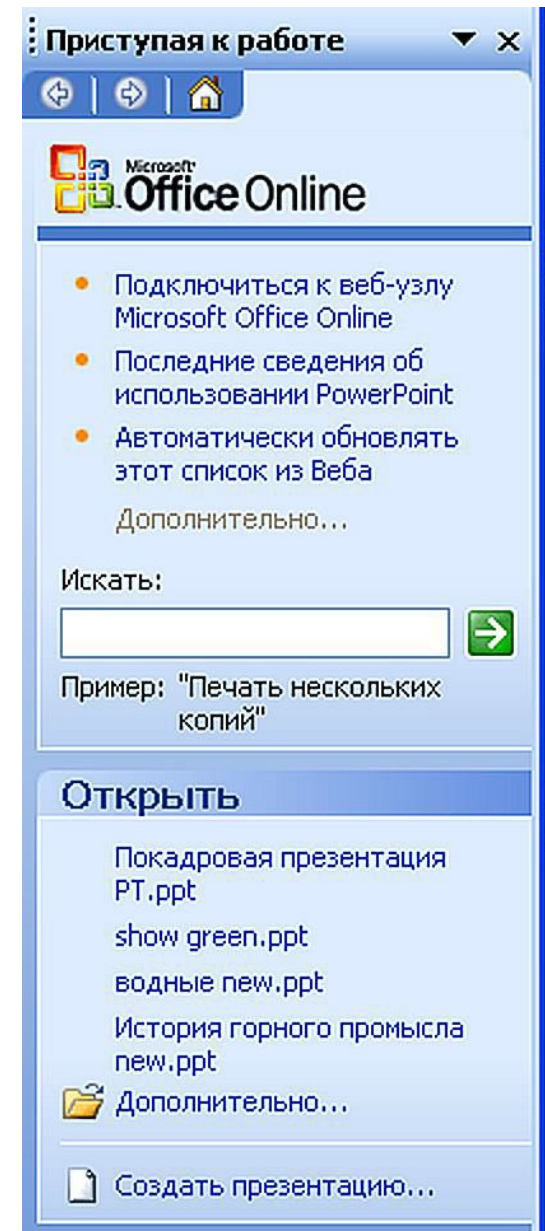 Приступая к работе
Microsoft
Office Online
Подключиться к веб-узлу
Microsoft Office Online
Последние сведения об
использовании PowerPoint
Автоматически обновлять
этот список из Веба
Дополнительно...
Искать:
Пример: "Печать нескольких
копий"
Открыть
Покадровая презентация
PT.ppt
show green.ppt
водные new.ppt
История горного промысла
new.ppt
Дополнительно...
Создать презентацию...